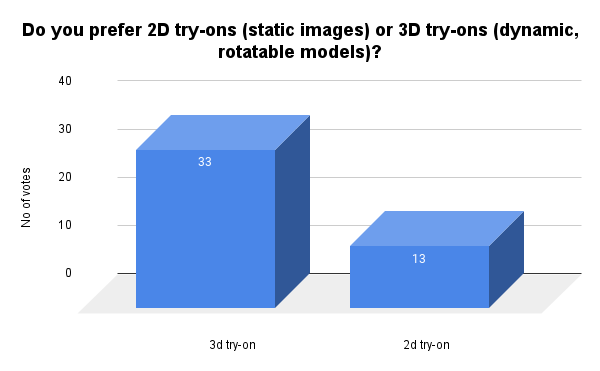 Do you prefer 2D try-ons (static images) or 3D try-ons (dynamic,
rotatable models)?
40
30
20
10
0
No of votes
33
13
3d try-on
2d try-on